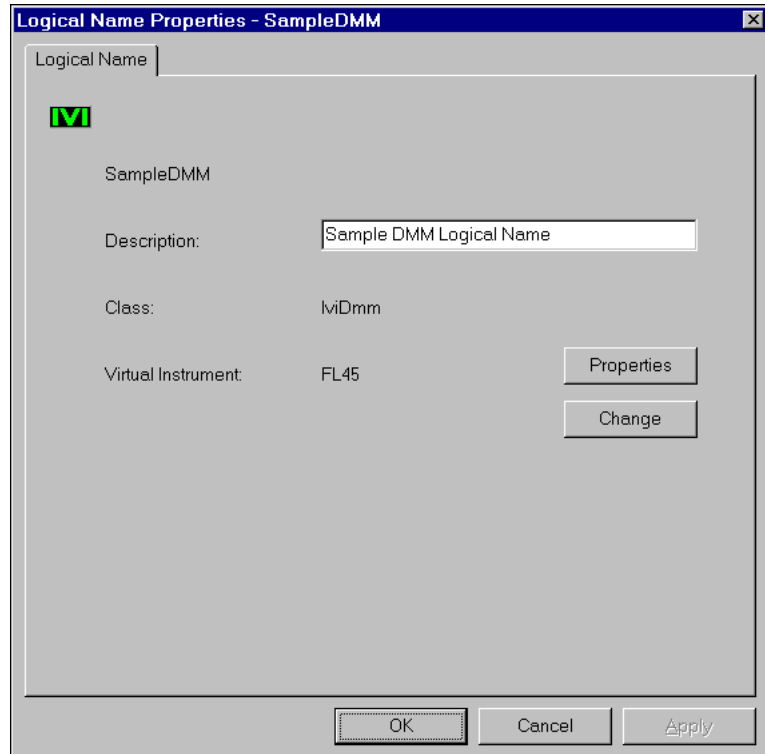 Logical Name Properties - SampleDMM
Logical Name
IVI
SampleDMM
Description: Sample DMM Logical Name
Class: IviDmm
Virtual Instrument: FL45
Properties
Change
OK Cancel Apply